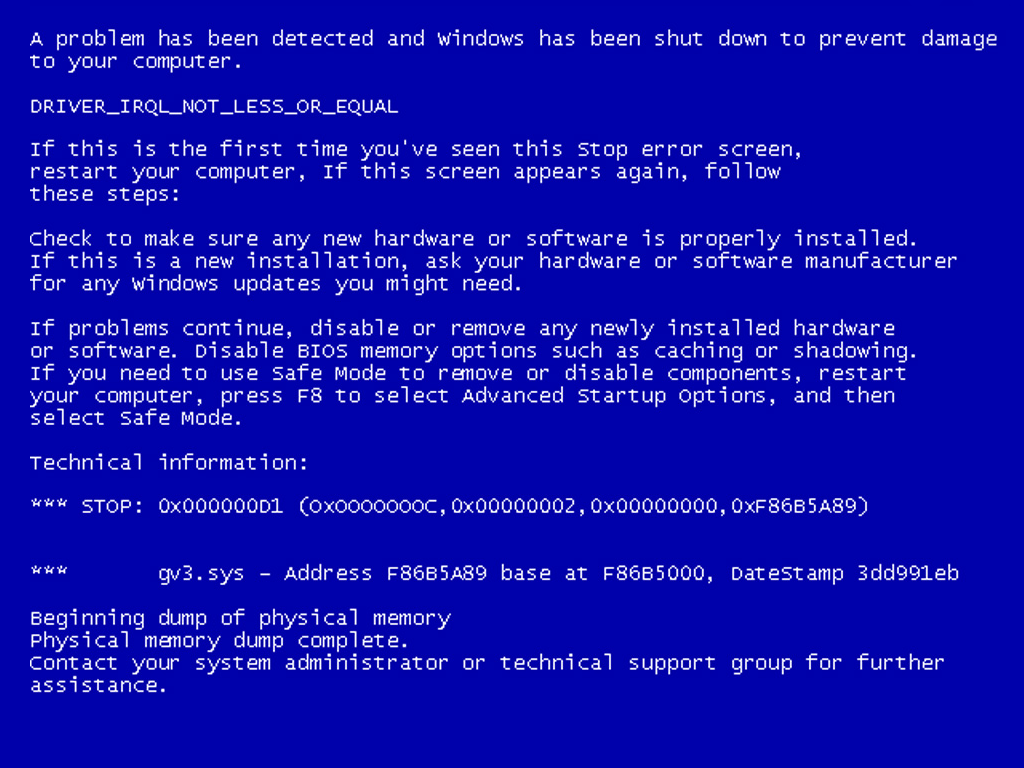 A problem has been detected and Windows has been shut down to prevent damage
to your computer.
DRIVER_IRQL_NOT_LESS_OR_EQUAL
If this is the first time you've seen this Stop error screen,
restart your computer, If this screen appears again, follow
these steps:
Check to make sure any new hardware or software is properly installed.
If this is a new installation, ask your hardware or software manufacturer
for any Windows updates you might need.
If problems continue, disable or remove any newly installed hardware
or software. Disable BIOS memory options such as caching or shadowing.
If you need to use Safe Mode to remove or disable components, restart
your computer, press F8 to select Advanced Startup Options, and then
select Safe Mode.
Technical information:
*** STOP: 0x000000D1 (0x0000000C,0x00000002,0x00000000,0xF86B5A89)
*** gv3.sys – Address F86B5A89 base at F86B5000, DateStamp 3dd991eb
Beginning dump of physical memory
Physical memory dump complete.
Contact your system administrator or technical support group for further
assistance.